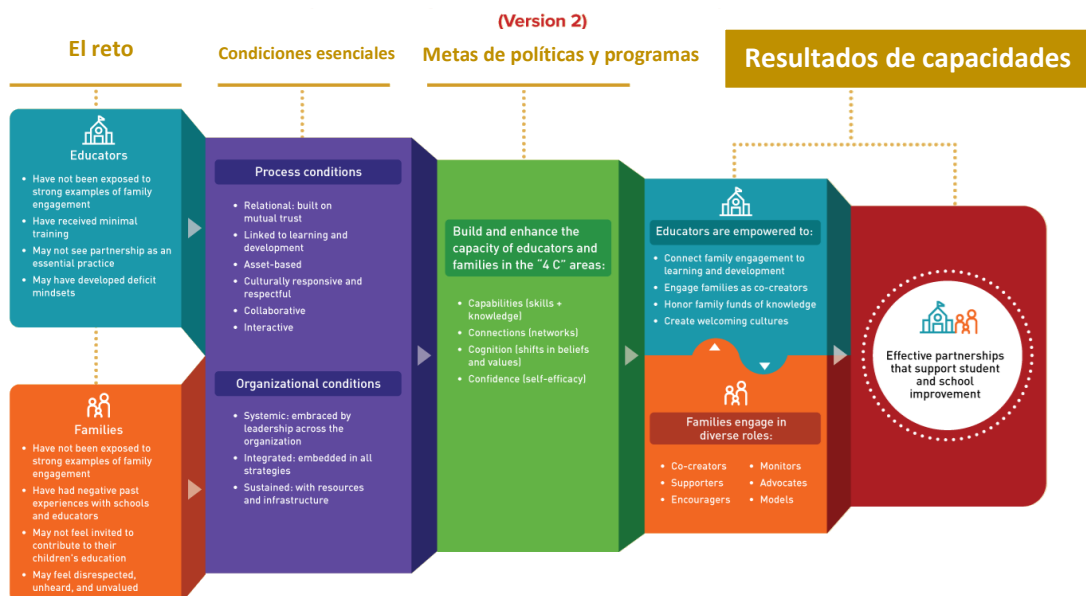 (Version 2)
El reto
Condiciones esenciales
Metas de políticas y programas
Resultados de capacidades
Educators
• Have not been exposed to
strong examples of family
engagement
• Have received minimal
training
• May not see partnership as an
essential practice
• May have developed deficit
mindsets
Families
• Have not been exposed to
strong examples of family
engagement
• Have had negative past
experiences with schools
and educators
• May not feel invited to
contribute to their
children's education
• May feel disrespected,
unheard, and unvalued
Process conditions
• Relational: built on
mutual trust
• Linked to learning and
development
• Asset-based
• Culturally responsive and
respectful
• Collaborative
• Interactive
Organizational conditions
• Systemic: embraced by
leadership across the
organization
• Integrated: embedded in all
strategies
• Sustained: with resources
and infrastructure
Build and enhance the
capacity of educators and
families in the "4 C" areas:
• Capabilities (skills +
knowledge)
• Connections (networks)
• Cognition (shifts in beliefs
and values)
• Confidence (self-efficacy)
Educators are empowered to:
• Connect family engagement to
learning and development
• Engage families as co-creators
• Honor family funds of knowledge
• Create welcoming cultures
Families engage in
diverse roles:
• Co-creators
• Supporters
• Encouragers
• Monitors
• Advocates
• Models
Effective partnerships
that support student
and school
improvement